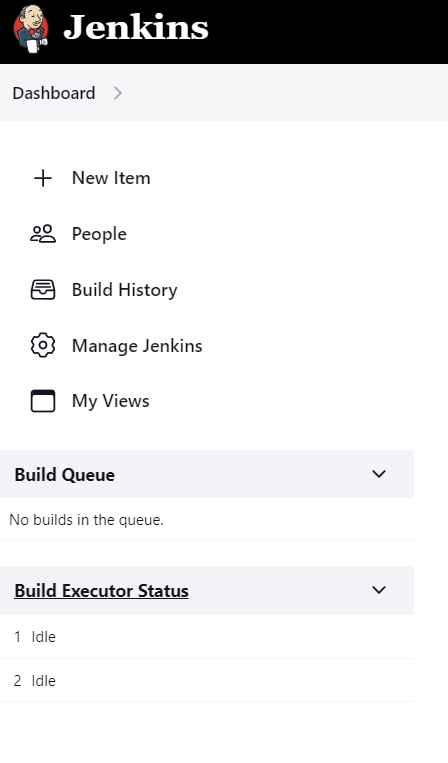 Jenkins
Dashboard
New Item
People
Build History
Manage Jenkins
My Views
Build Queue
No builds in the queue.
Build Executor Status
1 Idle
2 Idle